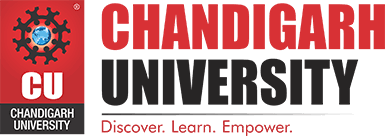 ®
CU
CHANDIGARH
UNIVERSITY
CHANDIGARH
UNIVERSITY
Discover. Learn. Empower.